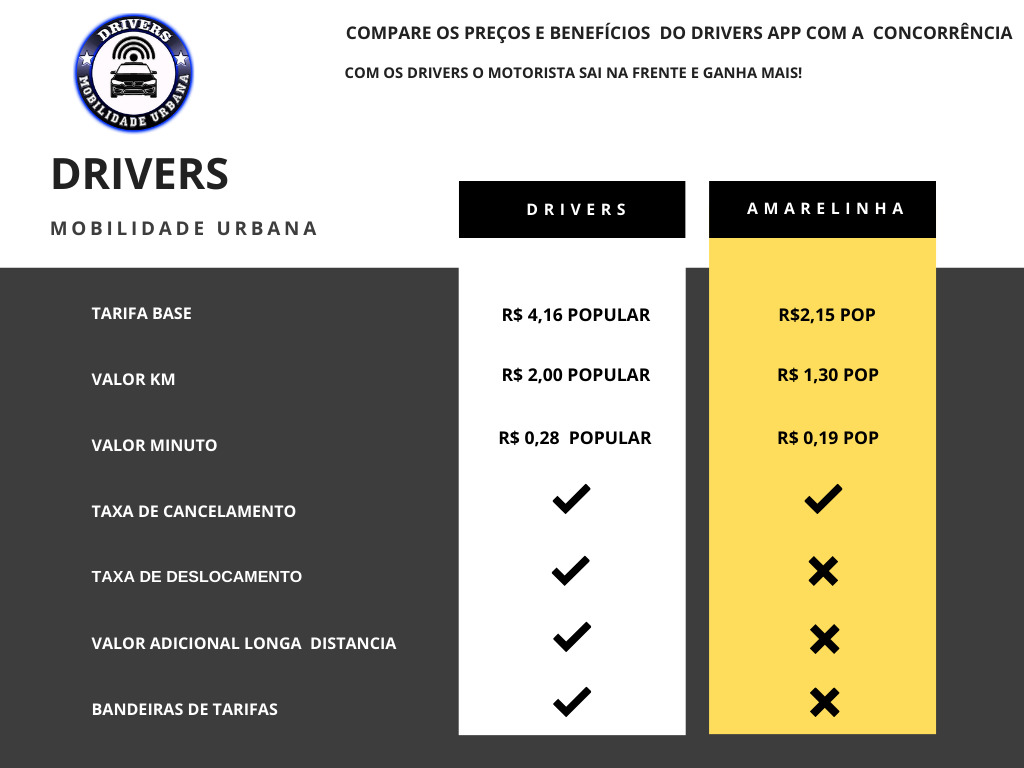 DRIVERS
MOBILIDADE URBANA
COMPARE OS PREÇOS E BENEFÍCIOS DO DRIVERS APP COM A CONCORRÊNCIA
COM OS DRIVERS O MOTORISTA SAI NA FRENTE E GANHA MAIS!
DRIVERS
MOBILIDADE URBANA
DRIVERS AMARELINHA
TARIFA BASE R$ 4,16 POPULAR R$2,15 POP
VALOR KM R$ 2,00 POPULAR R$ 1,30 POP
VALOR MINUTO R$ 0,28 POPULAR R$ 0,19 POP
TAXA DE CANCELAMENTO
TAXA DE DESLOCAMENTO
VALOR ADICIONAL LONGA DISTANCIA
BANDEIRAS DE TARIFAS